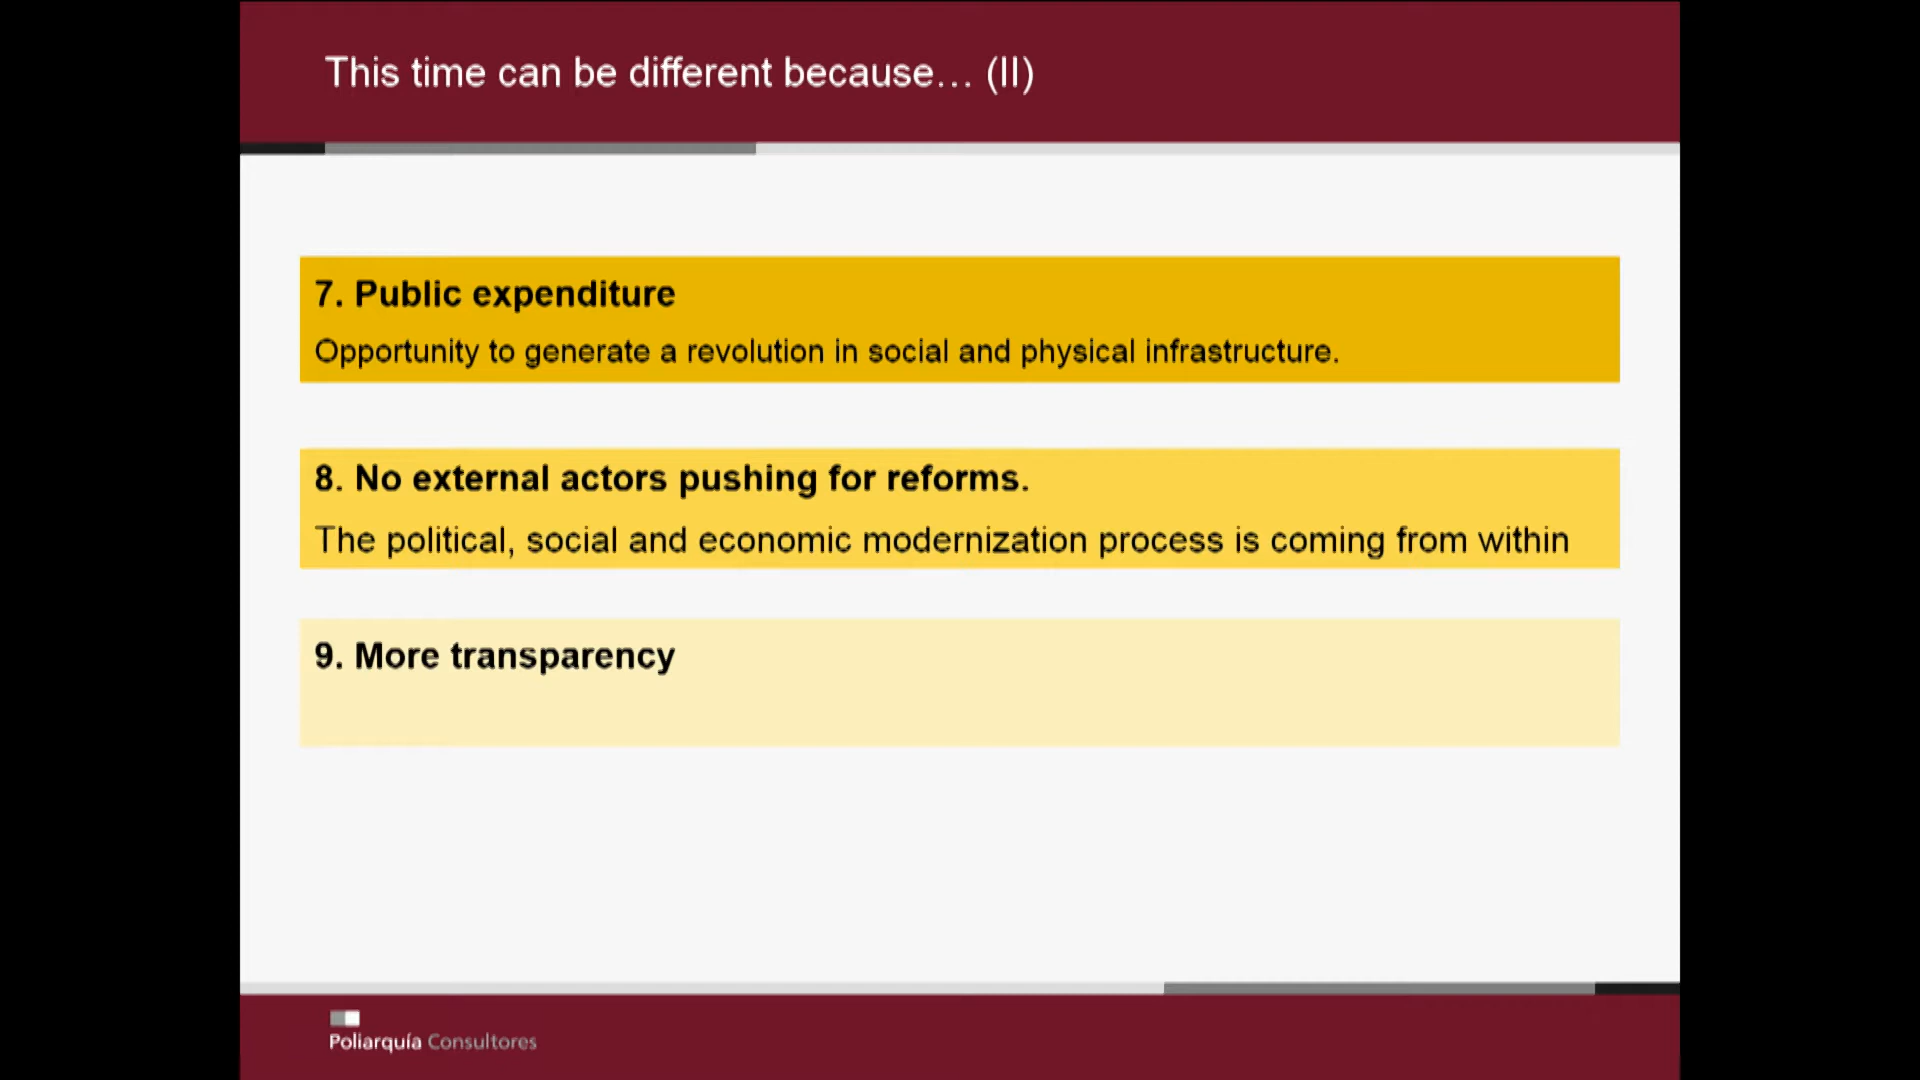 This time can be different because… (II)
7. Public expenditure
Opportunity to generate a revolution in social and physical infrastructure.
8. No external actors pushing for reforms.
The political, social and economic modernization process is coming from within
9. More transparency
Poliarquía Consultores